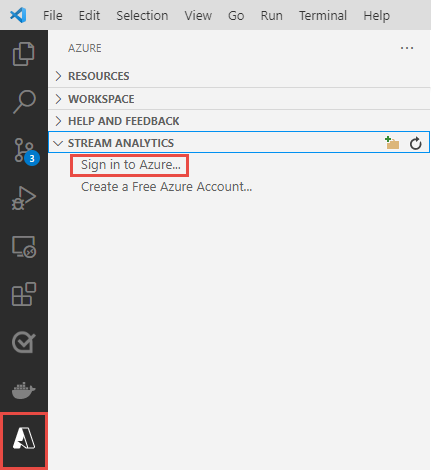 File Edit Selection View Go Run Terminal Help
AZURE
RESOURCES
WORKSPACE
HELP AND FEEDBACK
STREAM ANALYTICS
3
Sign in to Azure...
Create a Free Azure Account...